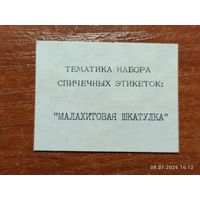 ТЕМАТИКА НАБОРА
СПИЧЕЧНЫХ ЭТИКЕТОК:
"МАЛАХИТОВАЯ ШКАТУЛКА"
09.01.2026 16:12